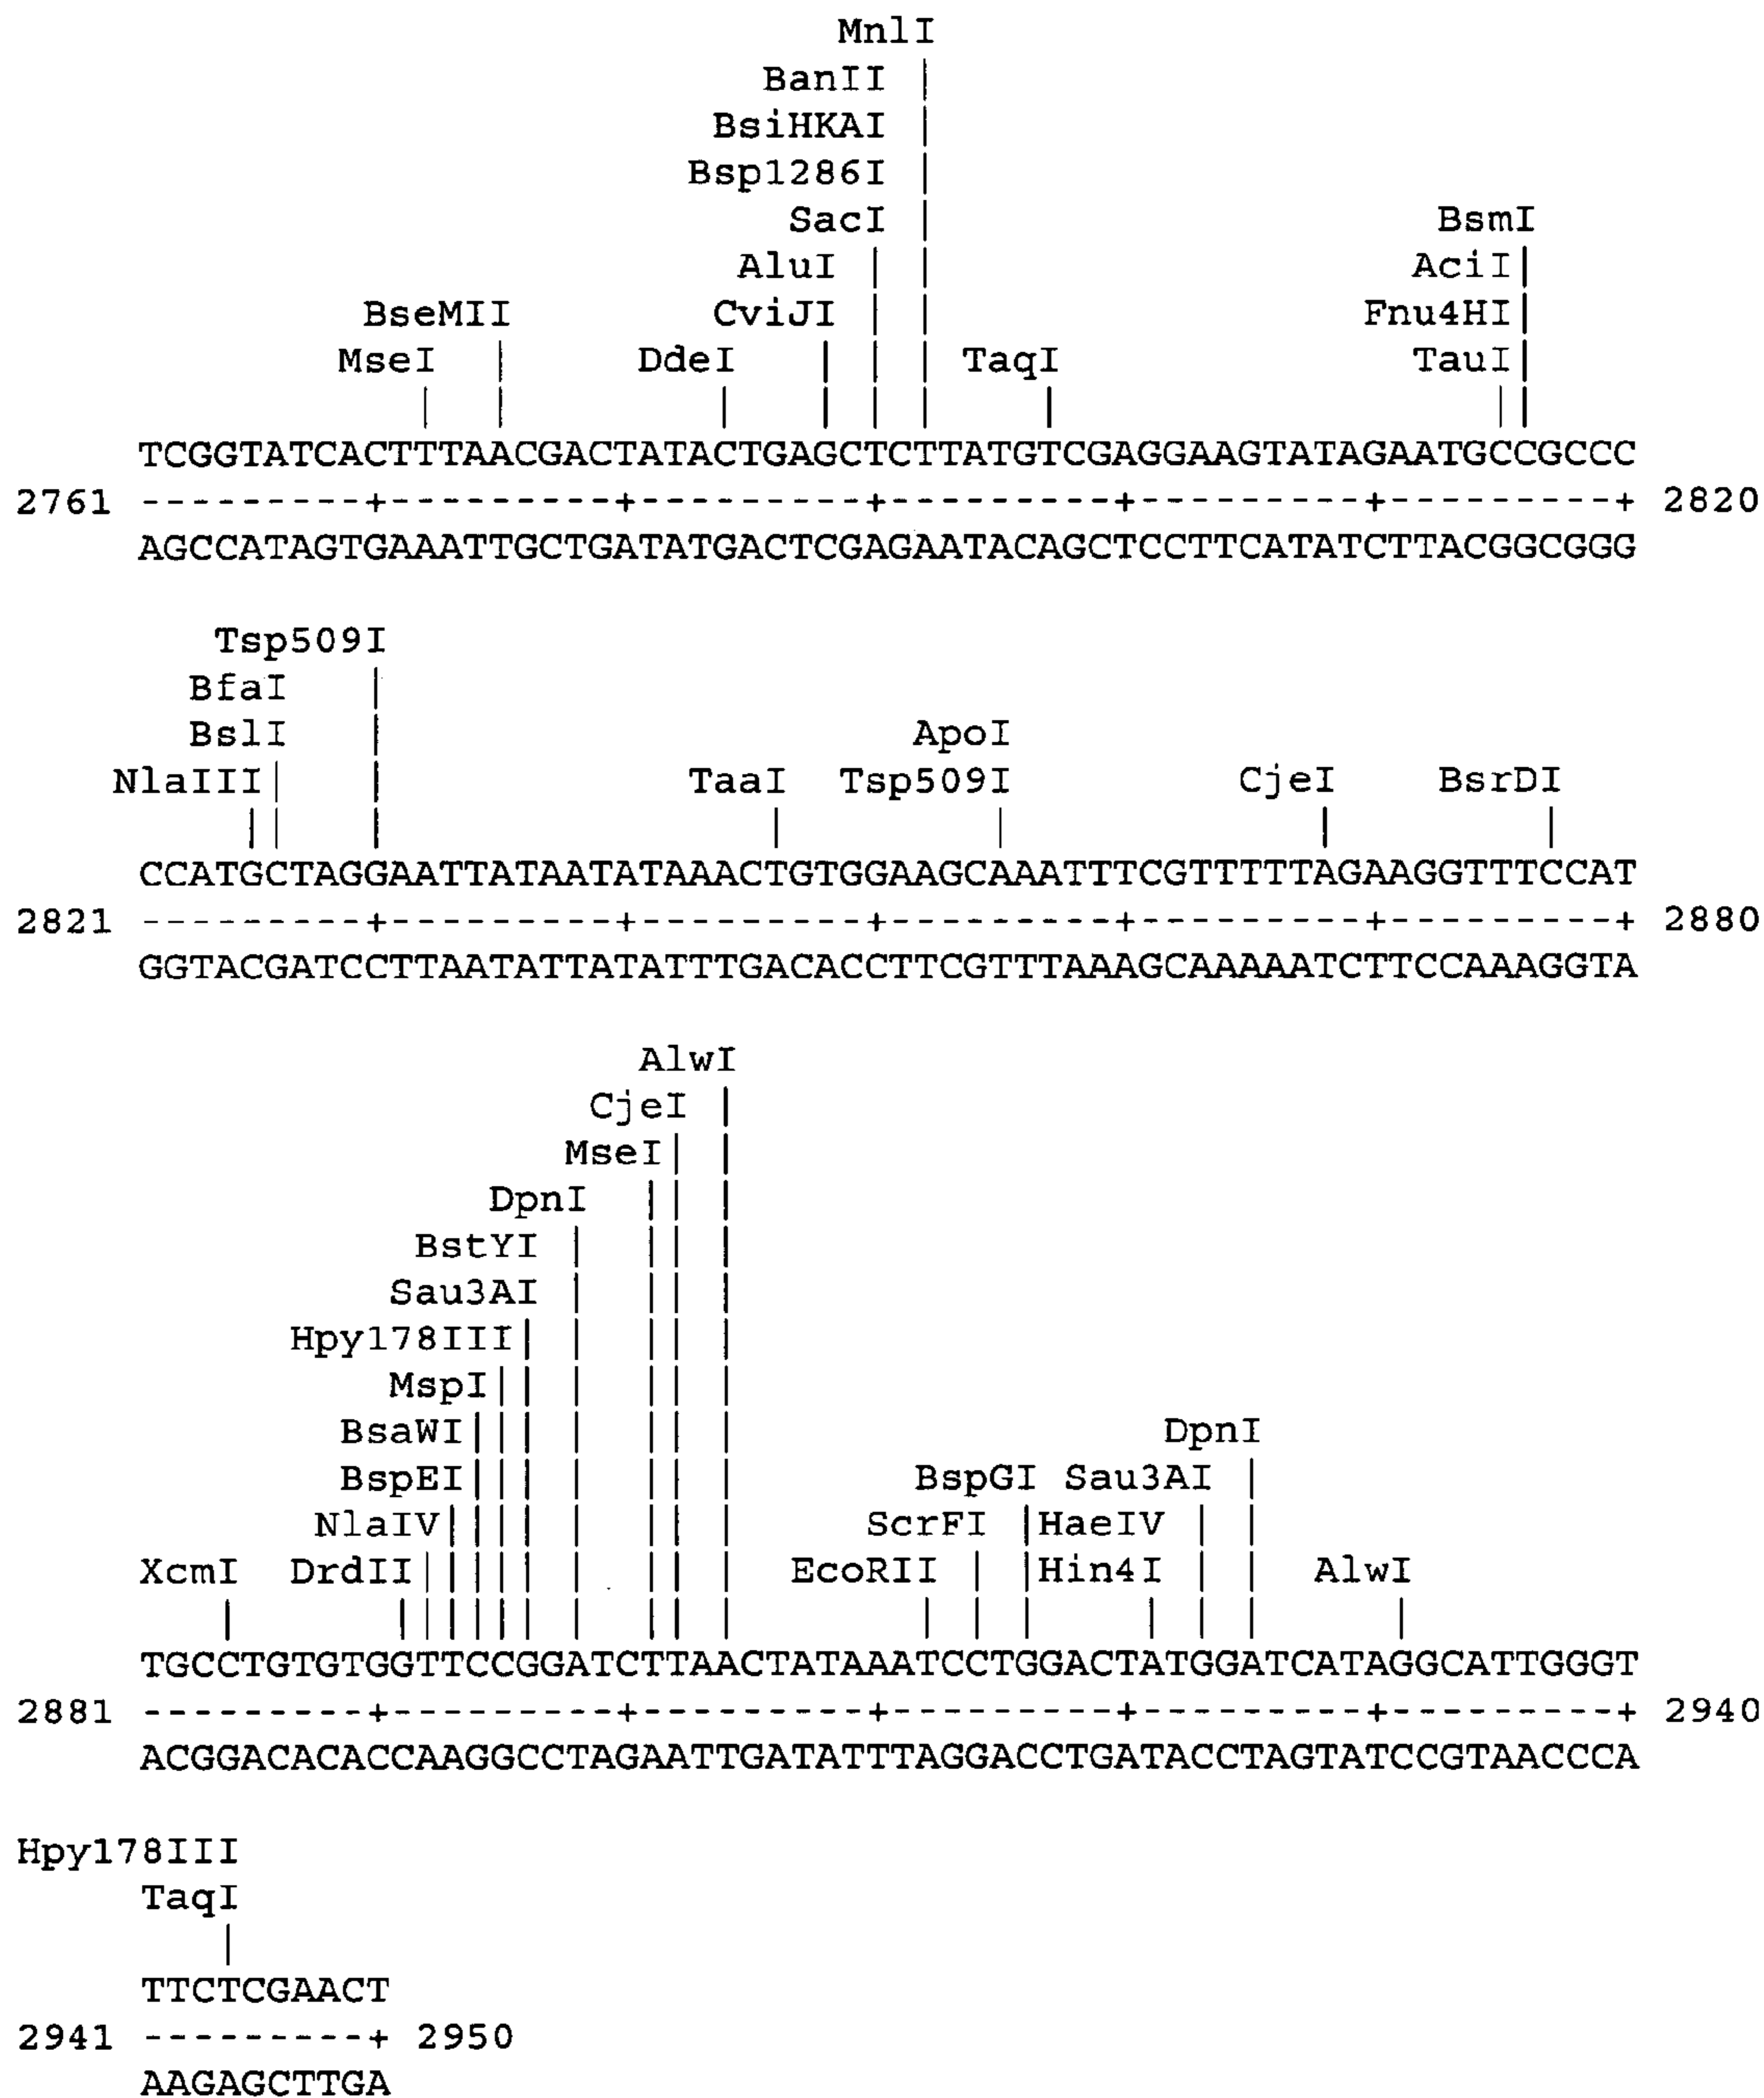 MnlI
BanII |
BsiHKAI |
Bsp1286I |
SacI | BsmI
AluI | | AciI|
BseMII CviJI | | Fnu4HI|
MseI | DdeI | | | TaqI TauI|
| | | | | | | ||
TCGGTATCACTTTAACGACTATACTGAGCTCTTATGTCGAGGAAGTATAGAATGCCGCCC
2761 ---------+---------+---------+---------+---------+---------+ 2820
AGCCATAGTGAAATTGCTGATATGACTCGAGAATACAGCTCCTTCATATCTTACGGCGGG
Tsp509I
BfaI |
BslI | ApoI
NlaIII| | TaaI Tsp509I CjeI BsrDI
|| | | | | |
CCATGCTAGGAATTATAATATAAACTGTGGAAGCAAATTTCGTTTTTAGAAGGTTTCCAT
2821 ---------+---------+---------+---------+---------+---------+ 2880
GGTACGATCCTTAATATTATATTTGACACCTTCGTTTAAAGCAAAAATCTTCCAAAGGTA
AlwI
CjeI |
MseI| |
DpnI || |
BstYI | || |
Sau3AI | || |
Hpy178III| | || |
MspI|| | || |
BsaWI||| | || | DpnI
BspEI||| | || | BspGI Sau3AI |
NlaIV|||| | || | ScrFI |HaeIV | |
XcmI DrdII||||| | || | EcoRII | |Hin4I | | AlwI
| |||||| | || | | | | | | | |
TGCCTGTGTGGTTCCGGATCTTAACTATAAATCCTGGACTATGGATCATAGGCATTGGGT
2881 ---------+---------+---------+---------+---------+---------+ 2940
ACGGACACACCAAGGCCTAGAATTGATATTTAGGACCTGATACCTAGTATCCGTAACCCA
Hpy178III
TaqI
|
TTCTCGAACT
2941 ---------+ 2950
AAGAGCTTGA